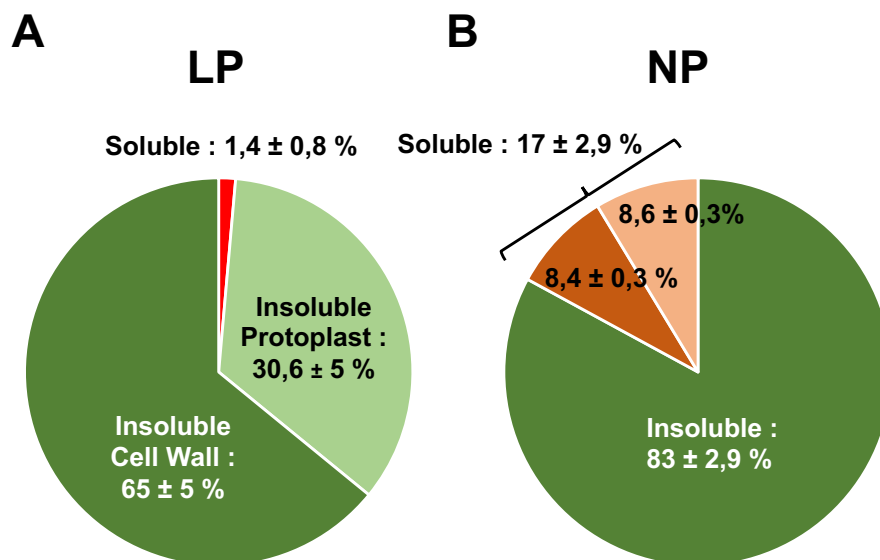 A
LP
Soluble : 1,4 ± 0,8 %
Insoluble
Protoplast :
30,6 ± 5 %
Insoluble
Cell Wall :
65 ± 5 %
B
NP
Soluble : 17 ± 2,9 %
8,6 ± 0,3%
8,4 ± 0,3 %
Insoluble :
83 ± 2,9 %